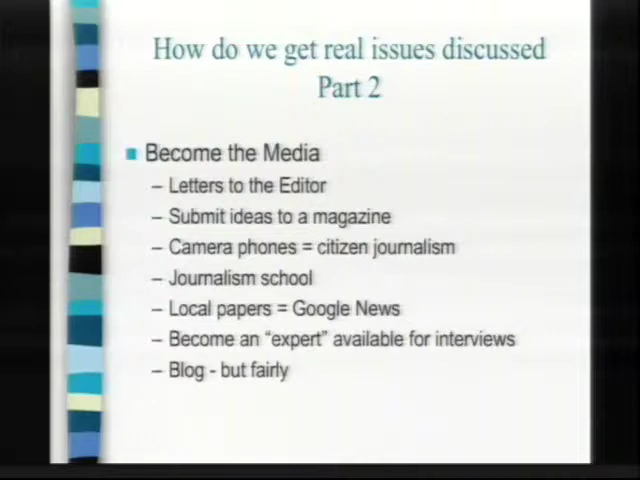 How do we get real issues discussed
Part 2
Become the Media
– Letters to the Editor
– Submit ideas to a magazine
– Camera phones = citizen journalism
– Journalism school
– Local papers = Google News
– Become an “expert” available for interviews
– Blog - but fairly